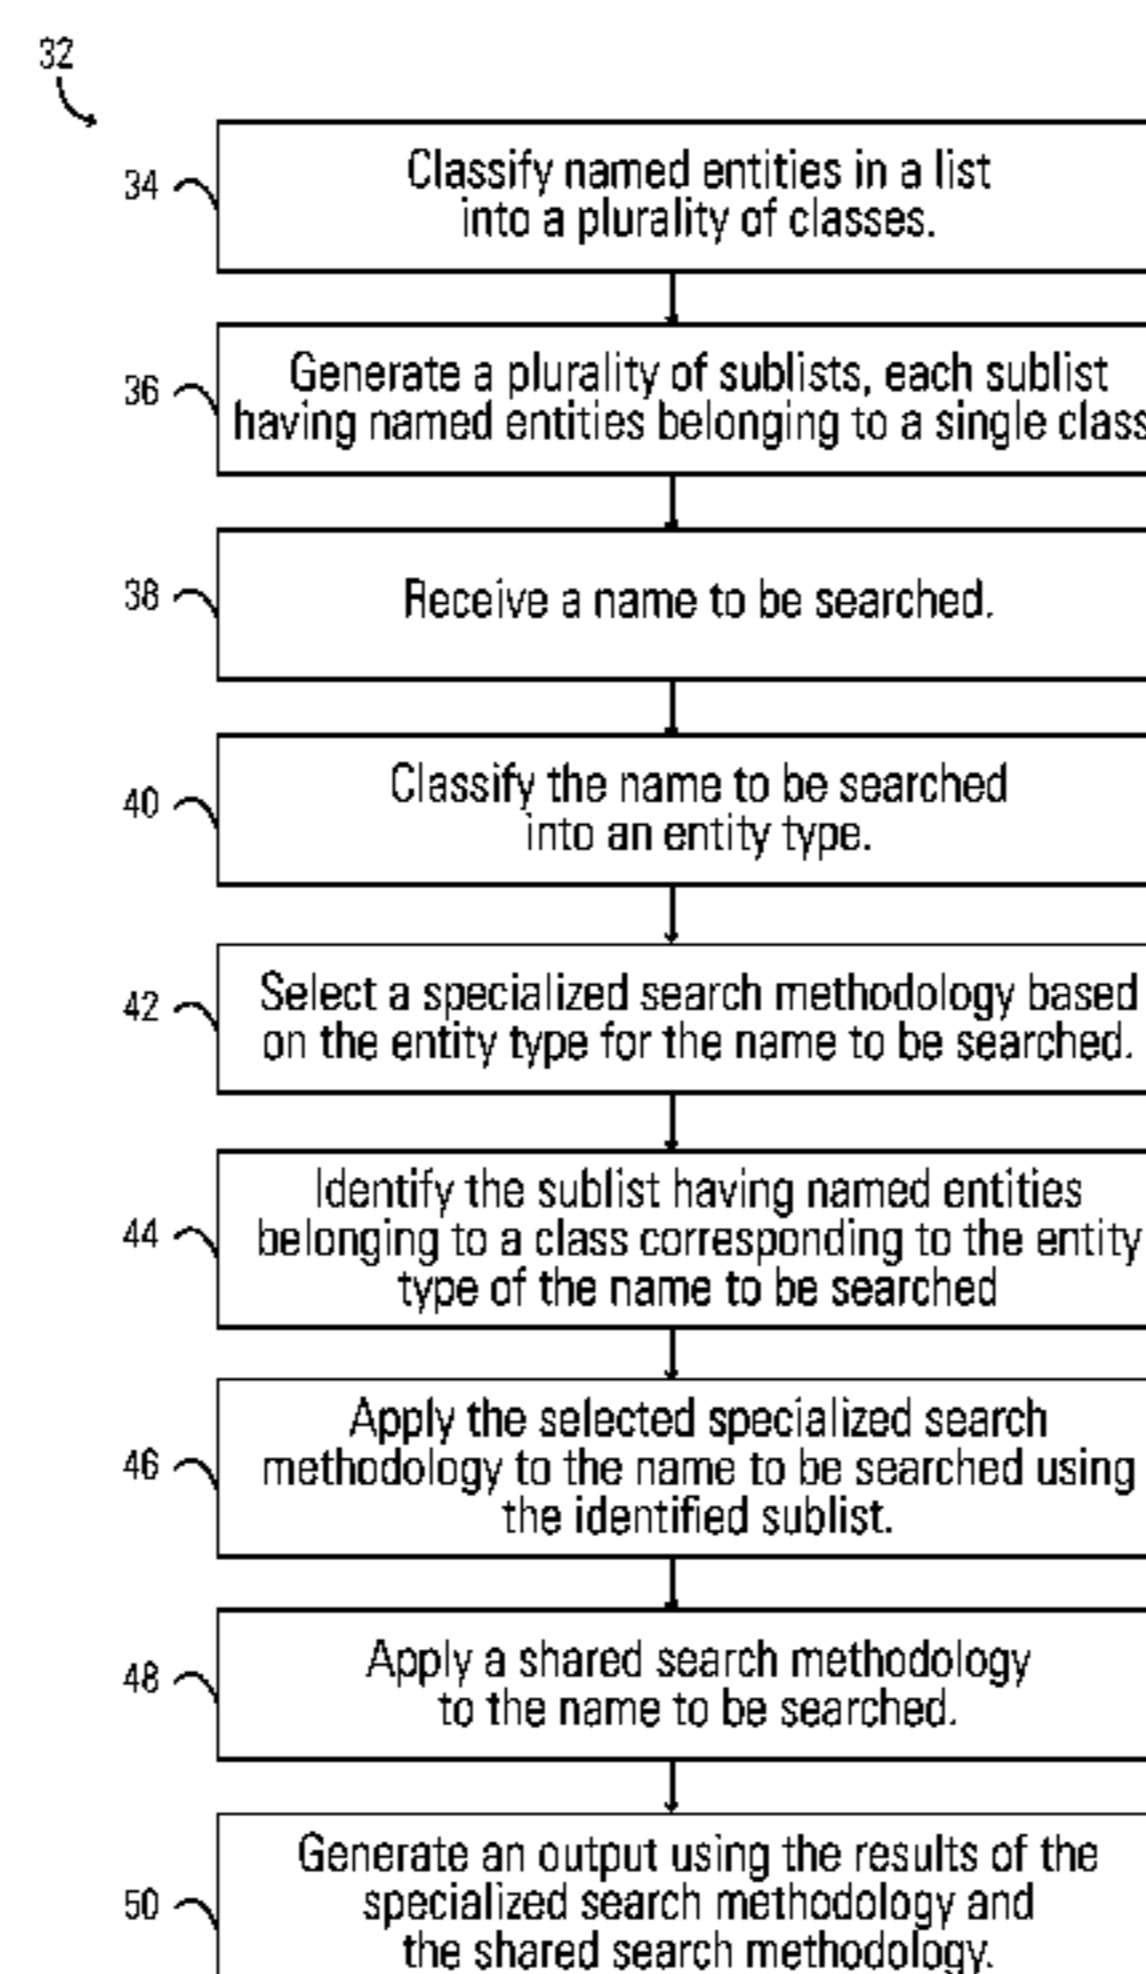 32
34
Classify named entities in a list
into a plurality of classes.
36
Generate a plurality of sublists, each sublist
having named entities belonging to a single class
38
Receive a name to be searched.
40
Classify the name to be searched
into an entity type.
42
Select a specialized search methodology based
on the entity type for the name to be searched.
44
Identify the sublist having named entities
belonging to a class corresponding to the entity
type of the name to be searched
46
Apply the selected specialized search
methodology to the name to be searched using
the identified sublist.
48
Apply a shared search methodology
to the name to be searched.
50
Generate an output using the results of the
specialized search methodology and
the shared search methodology.